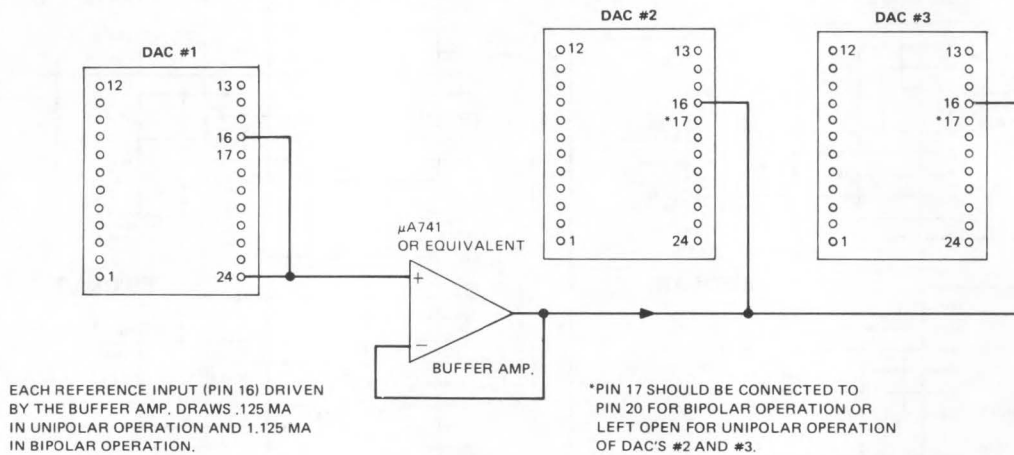 DAC #1
12
13
16
17
1
24
DAC #2
12
13
16
*17
1
24
DAC #3
12
13
16
*17
1
24
µA741
OR EQUIVALENT
+
−
BUFFER AMP.
EACH REFERENCE INPUT (PIN 16) DRIVEN
BY THE BUFFER AMP. DRAWS .125 MA
IN UNIPOLAR OPERATION AND 1.125 MA
IN BIPOLAR OPERATION.
*PIN 17 SHOULD BE CONNECTED TO
PIN 20 FOR BIPOLAR OPERATION OR
LEFT OPEN FOR UNIPOLAR OPERATION
OF DAC'S #2 AND #3.